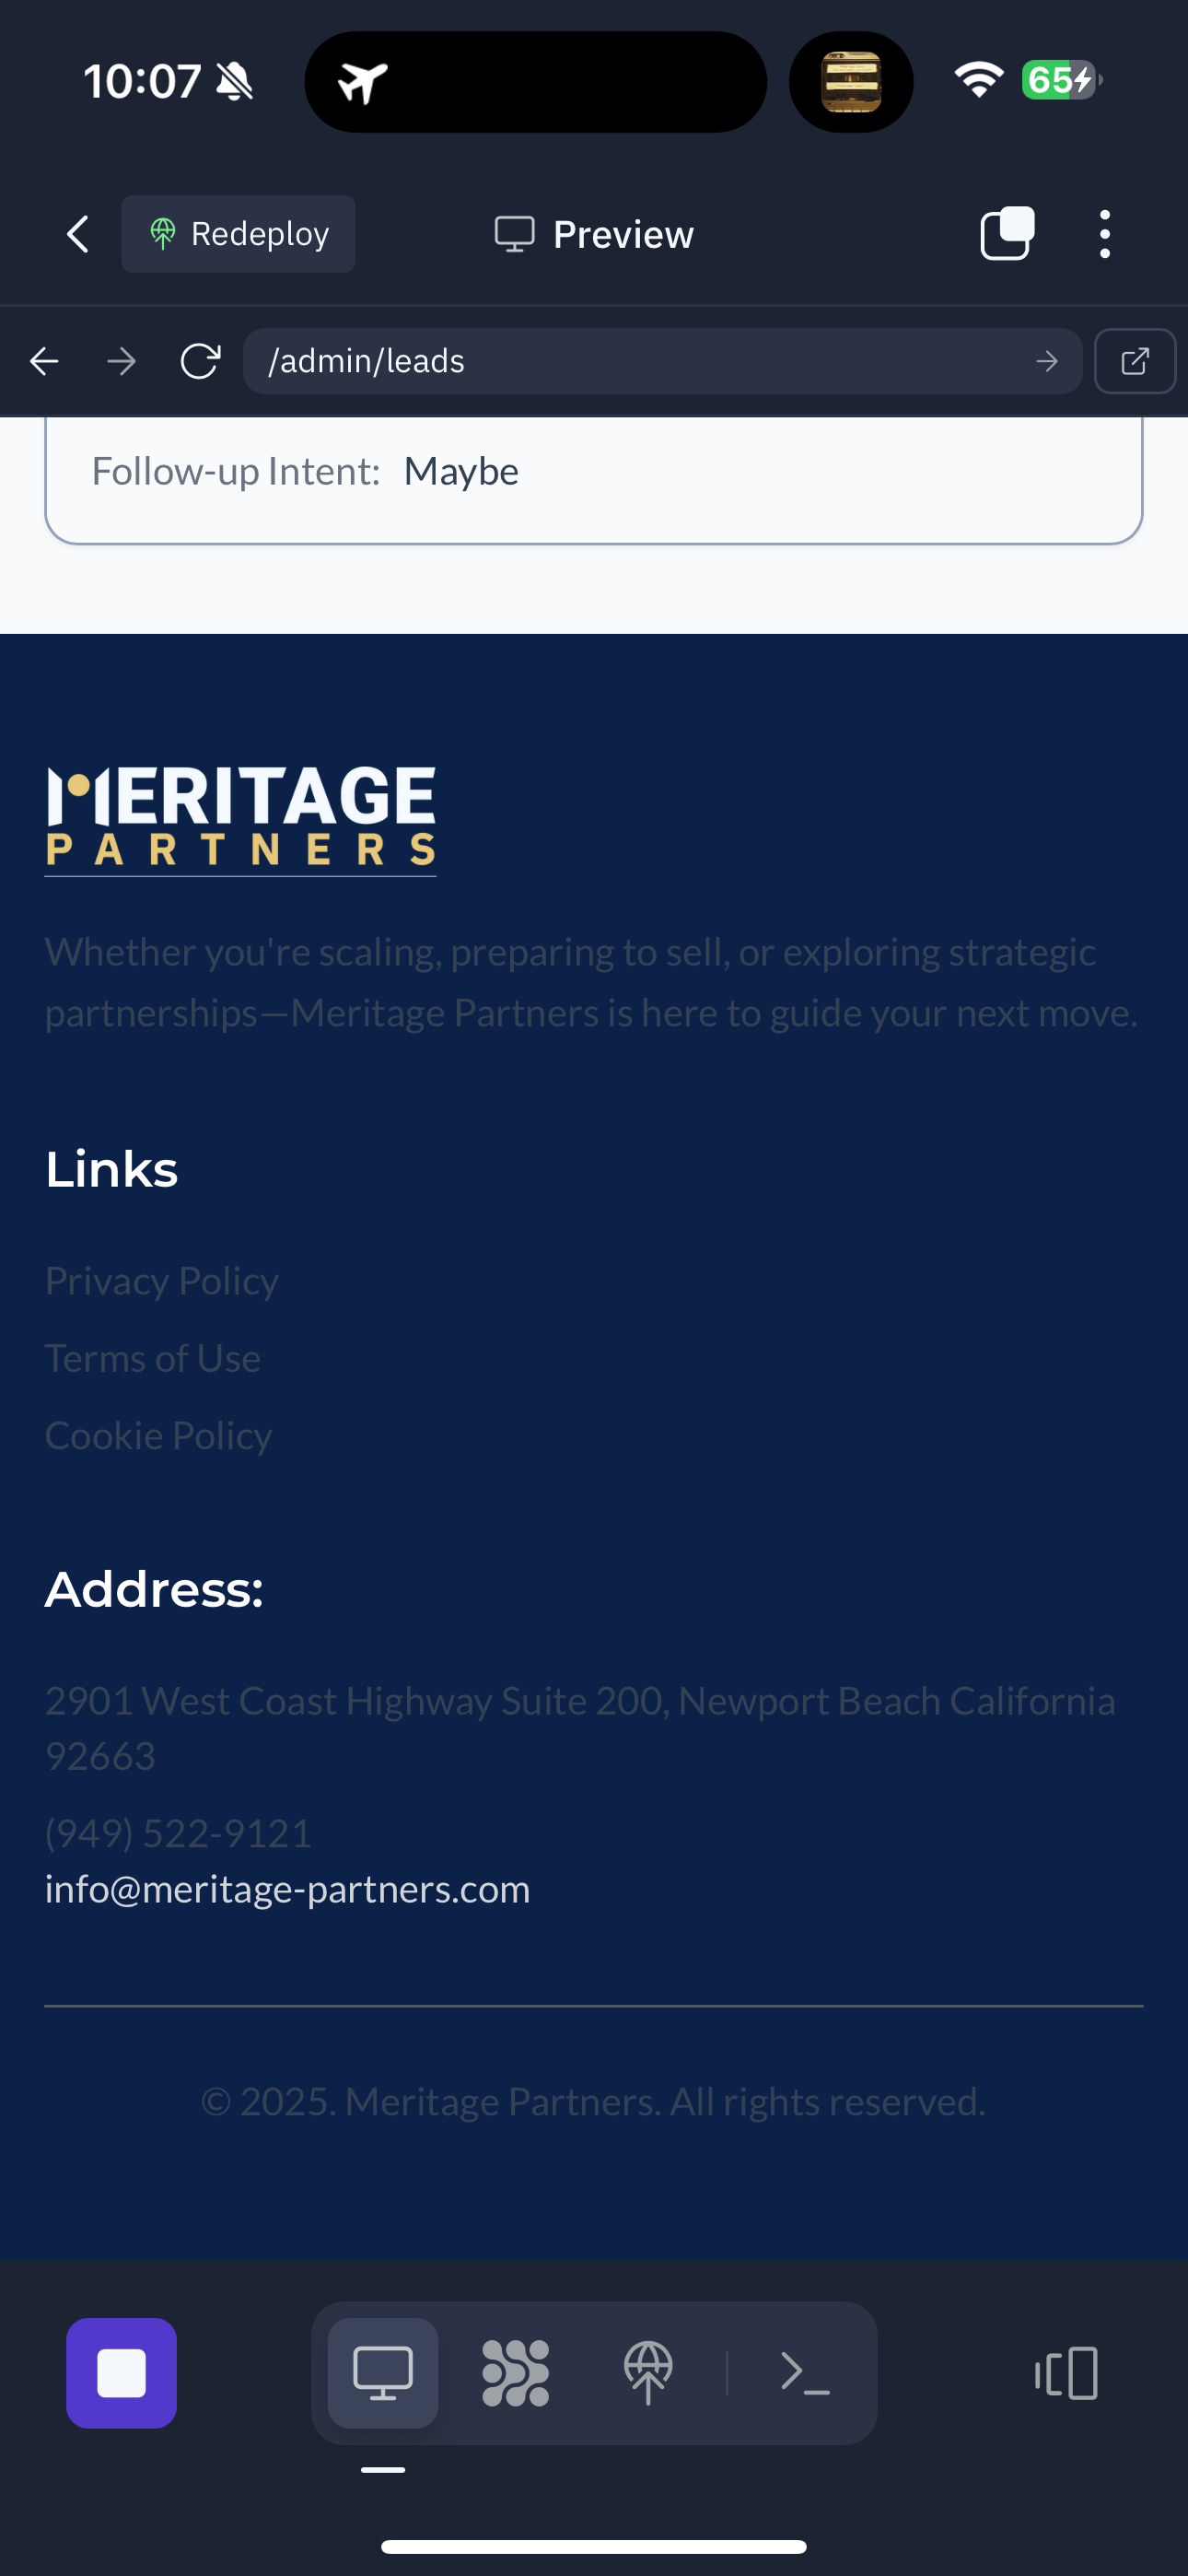 10:07
65
Redeploy
Preview
/admin/leads
Follow-up Intent: Maybe
MERITAGE
PARTNERS
Whether you're scaling, preparing to sell, or exploring strategic
partnerships—Meritage Partners is here to guide your next move.
Links
Privacy Policy
Terms of Use
Cookie Policy
Address:
2901 West Coast Highway Suite 200, Newport Beach California
92663
(949) 522-9121
info@meritage-partners.com
© 2025. Meritage Partners. All rights reserved.